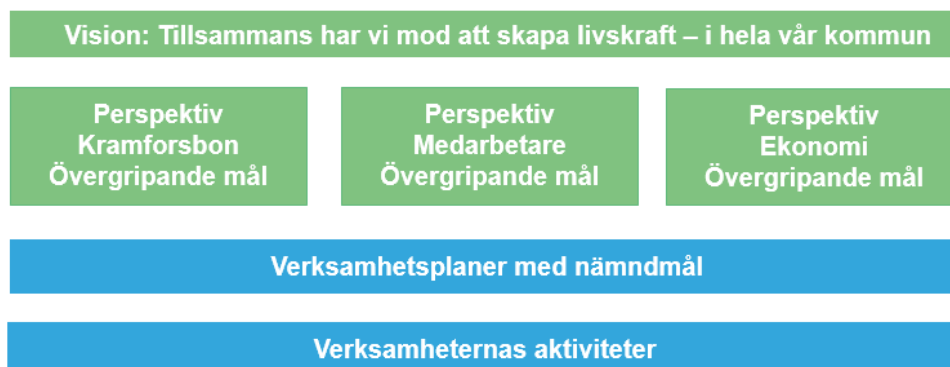 Vision: Tillsammans har vi mod att skapa livskraft – i hela vår kommun
Perspektiv
Kramforsbon
Övergripande mål
Perspektiv
Medarbetare
Övergripande mål
Perspektiv
Ekonomi
Övergripande mål
Verksamhetsplaner med nämndmål
Verksamheternas aktiviteter